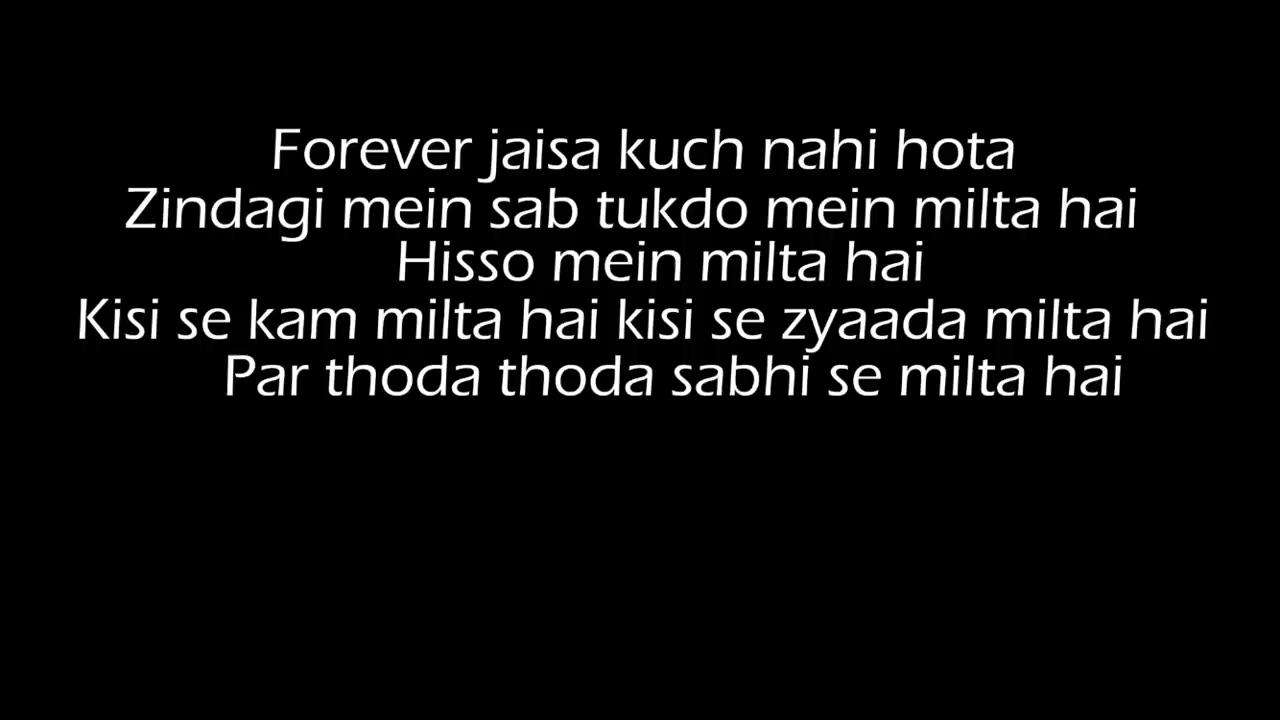 Forever jaisa kuch nahi hota
Zindagi mein sab tukdo mein milta hai
Hisso mein milta hai
Kisi se kam milta hai kisi se zyaada milta hai
Par thoda thoda sabhi se milta hai